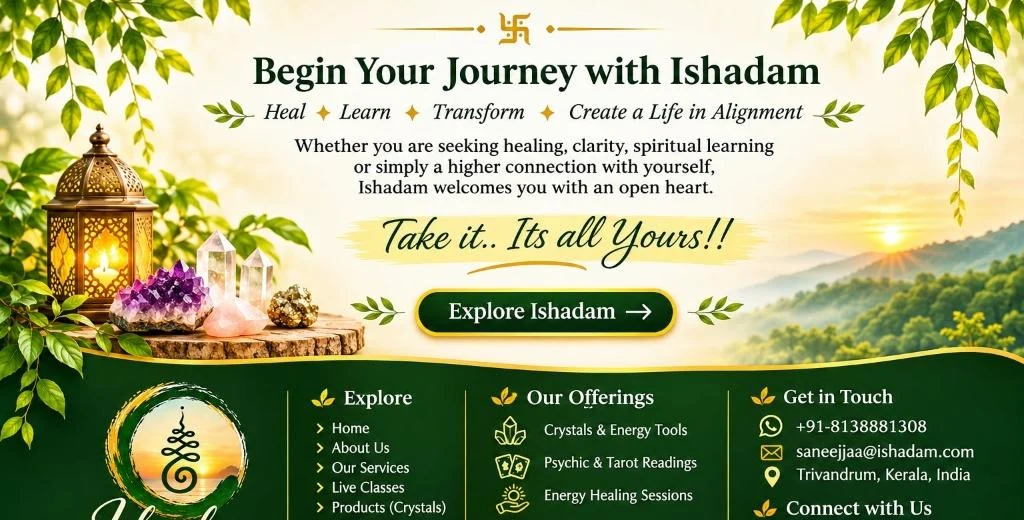 Begin Your Journey with Ishadam
Heal ✦ Learn ✦ Transform ✦ Create a Life in Alignment
Whether you are seeking healing, clarity, spiritual learning
or simply a higher connection with yourself,
Ishadam welcomes you with an open heart.
Take it.. Its all Yours!!
Explore Ishadam →
Explore
Home
About Us
Our Services
Live Classes
Products (Crystals)
Our Offerings
Crystals & Energy Tools
Psychic & Tarot Readings
Energy Healing Sessions
Get in Touch
+91-8138881308
saneejjaa@ishadam.com
Trivandrum, Kerala, India
Connect with Us